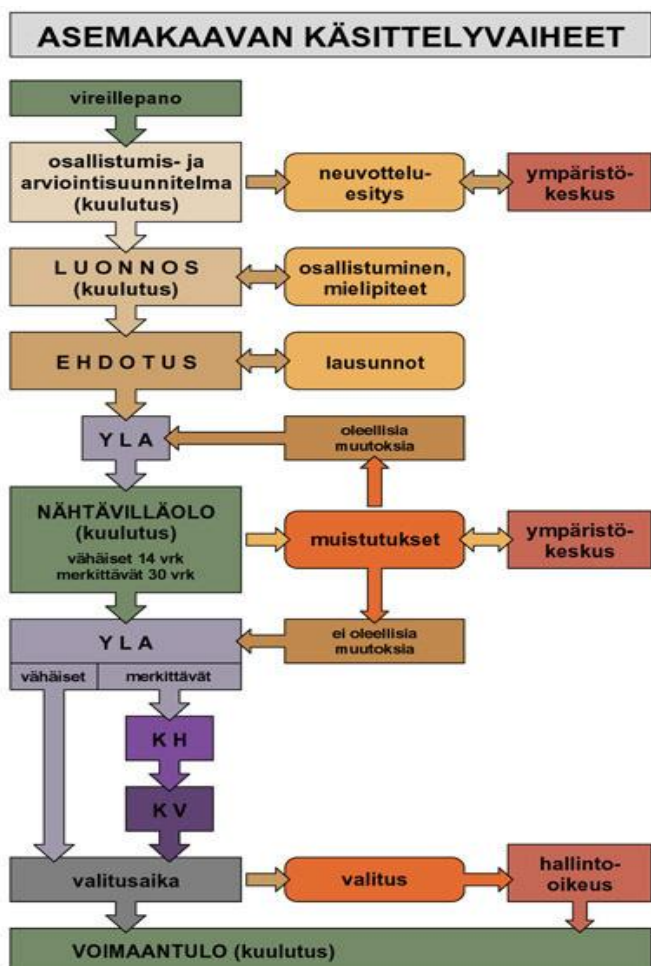 ASEMAKAAVAN KÄSITTELYVAIHEET
vireillepano
osallistumis- ja
arviointisuunnitelma
(kuulutus)
neuvottelu-
esitys
ympäristö-
keskus
LUONNOS
(kuulutus)
osallistuminen,
mielipiteet
EHDOTUS
lausunnot
YLA
oleellisia
muutoksia
NÄHTÄVILLÄOLO
(kuulutus)
vähäiset 14 vrk
merkittävät 30 vrk
muistutukset
ympäristö-
keskus
YLA
ei oleellisia
muutoksia
vähäiset
merkittävät
KH
KV
valitusaika
valitus
hallinto-
oikeus
VOIMAANTULO (kuulutus)